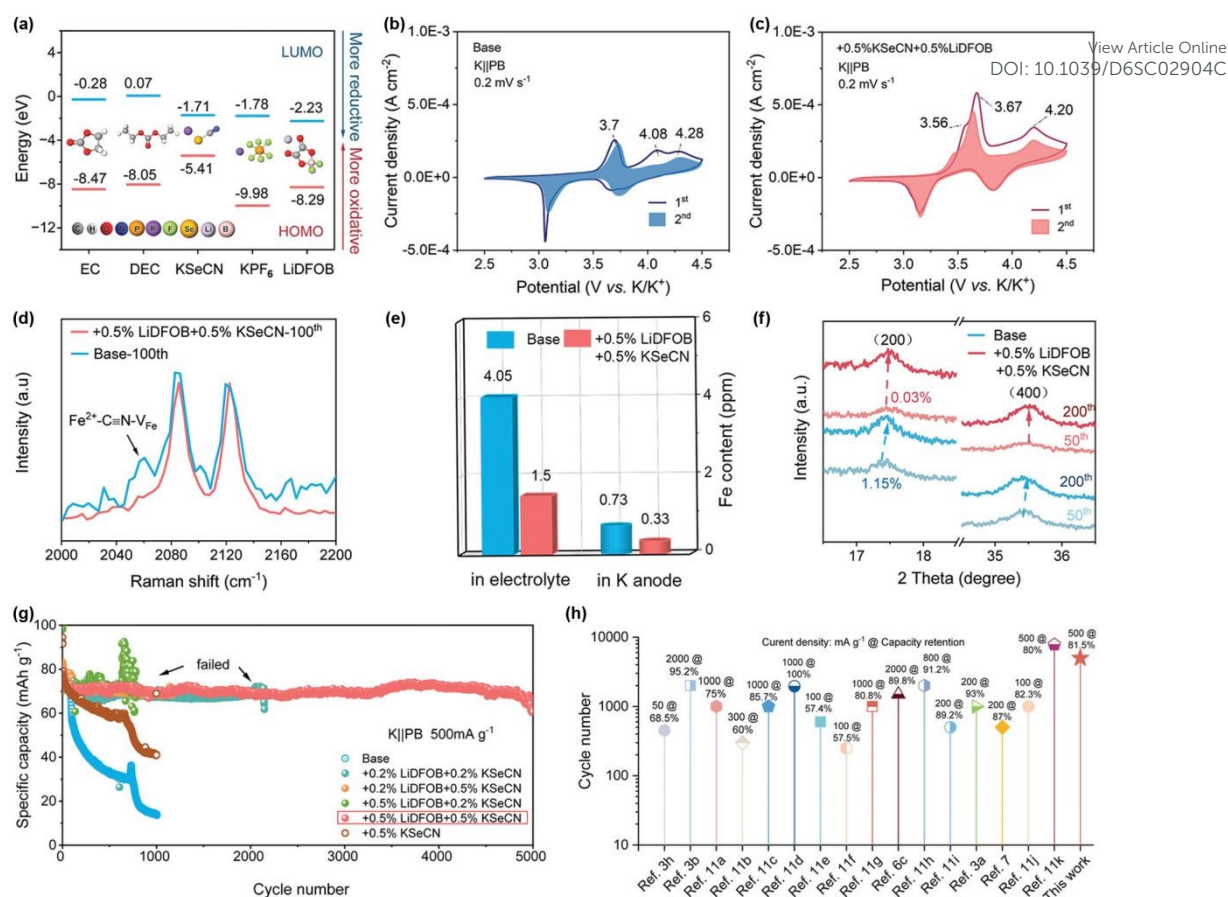 View Article Online
DOI: 10.1039/D6SC02904C
(a)
LUMO
More reductive
More oxidative
HOMO
Energy (eV)
0
−4
−8
−12
-0.28
0.07
-1.71
-1.78
-2.23
-8.47
-8.05
-5.41
-9.98
-8.29
C H O N P K F Se Li B
EC DEC KSeCN KPF6 LiDFOB
(b)
Base
K||PB
0.2 mV s-1
3.7
4.08
4.28
1st
2nd
Current density (A cm-2)
1.0E-3
5.0E-4
0.0E+0
-5.0E-4
2.5 3.0 3.5 4.0 4.5
Potential (V vs. K/K+)
(c)
+0.5%KSeCN+0.5%LiDFOB
K||PB
0.2 mV s-1
3.56
3.67
4.20
1st
2nd
Current density (A cm-2)
1.0E-3
5.0E-4
0.0E+0
-5.0E-4
2.5 3.0 3.5 4.0 4.5
Potential (V vs. K/K+)
(d)
+0.5% LiDFOB+0.5% KSeCN-100th
Base-100th
Fe2+-C≡N-VFe
Intensity (a.u)
2000 2040 2080 2120 2160 2200
Raman shift (cm-1)
(e)
Base
+0.5% LiDFOB
+0.5% KSeCN
4.05
1.5
0.73
0.33
6
4
2
0
Fe content (ppm)
in electrolyte
in K anode
(f)
Base
+0.5% LiDFOB
+0.5% KSeCN
(200)
(400)
0.03%
1.15%
200th
50th
200th
50th
Intensity (a.u.)
17 18 35 36
2 Theta (degree)
(g)
failed
K||PB 500mA g-1
Base
+0.2% LiDFOB+0.2% KSeCN
+0.2% LiDFOB+0.5% KSeCN
+0.5% LiDFOB+0.2% KSeCN
+0.5% LiDFOB+0.5% KSeCN
+0.5% KSeCN
Specific capacity (mAh g-1)
100
80
60
40
20
0
0 1000 2000 3000 4000 5000
Cycle number
(h)
Curent density: mA g-1 @ Capacity retention
50 @
68.5%
2000 @
95.2%
1000 @
75%
300 @
60%
1000 @
85.7%
1000 @
100%
100 @
57.4%
100 @
57.5%
1000 @
80.8%
2000 @
89.8%
800 @
91.2%
200 @
89.2%
200 @
93%
200 @
87%
100 @
82.3%
500 @
80%
500 @
81.5%
Cycle number
10000
1000
100
10
Ref. 3h
Ref. 3b
Ref. 11a
Ref. 11b
Ref. 11c
Ref. 11d
Ref. 11e
Ref. 11f
Ref. 11g
Ref. 6c
Ref. 11h
Ref. 11i
Ref. 3a
Ref. 7
Ref. 11j
Ref. 11k
This work